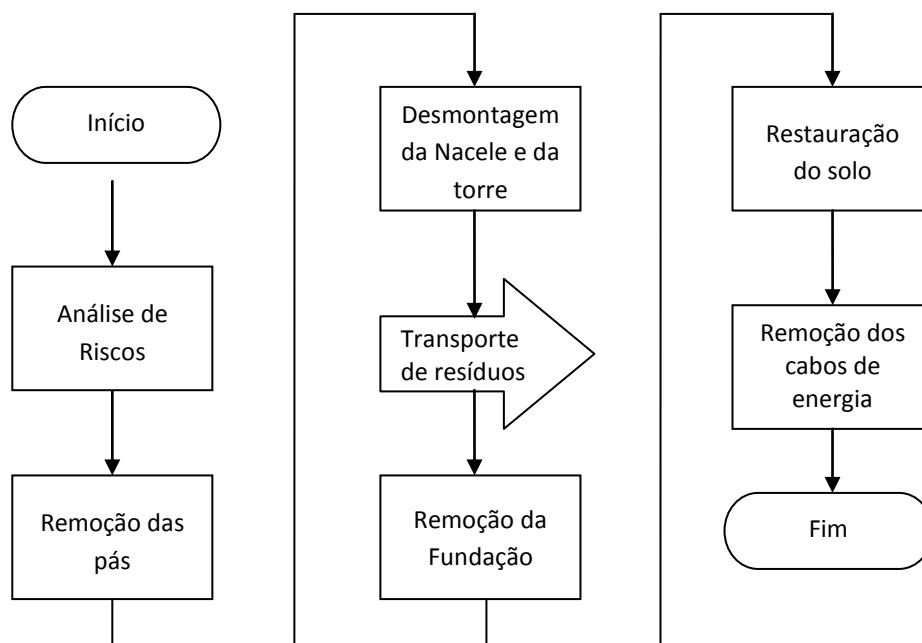 Início
Análise de
Riscos
Remoção das
pás
Desmontagem
da Nacele e da
torre
Transporte
de resíduos
Remoção da
Fundação
Restauração
do solo
Remoção dos
cabos de
energia
Fim